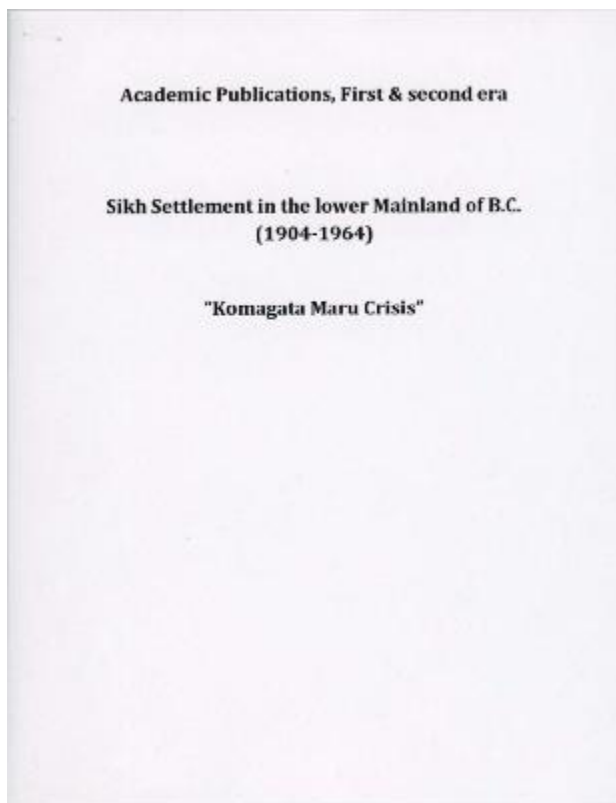 Academic Publications, First & second era
Sikh Settlement in the lower Mainland of B.C.
(1904-1964)
"Komagata Maru Crisis"